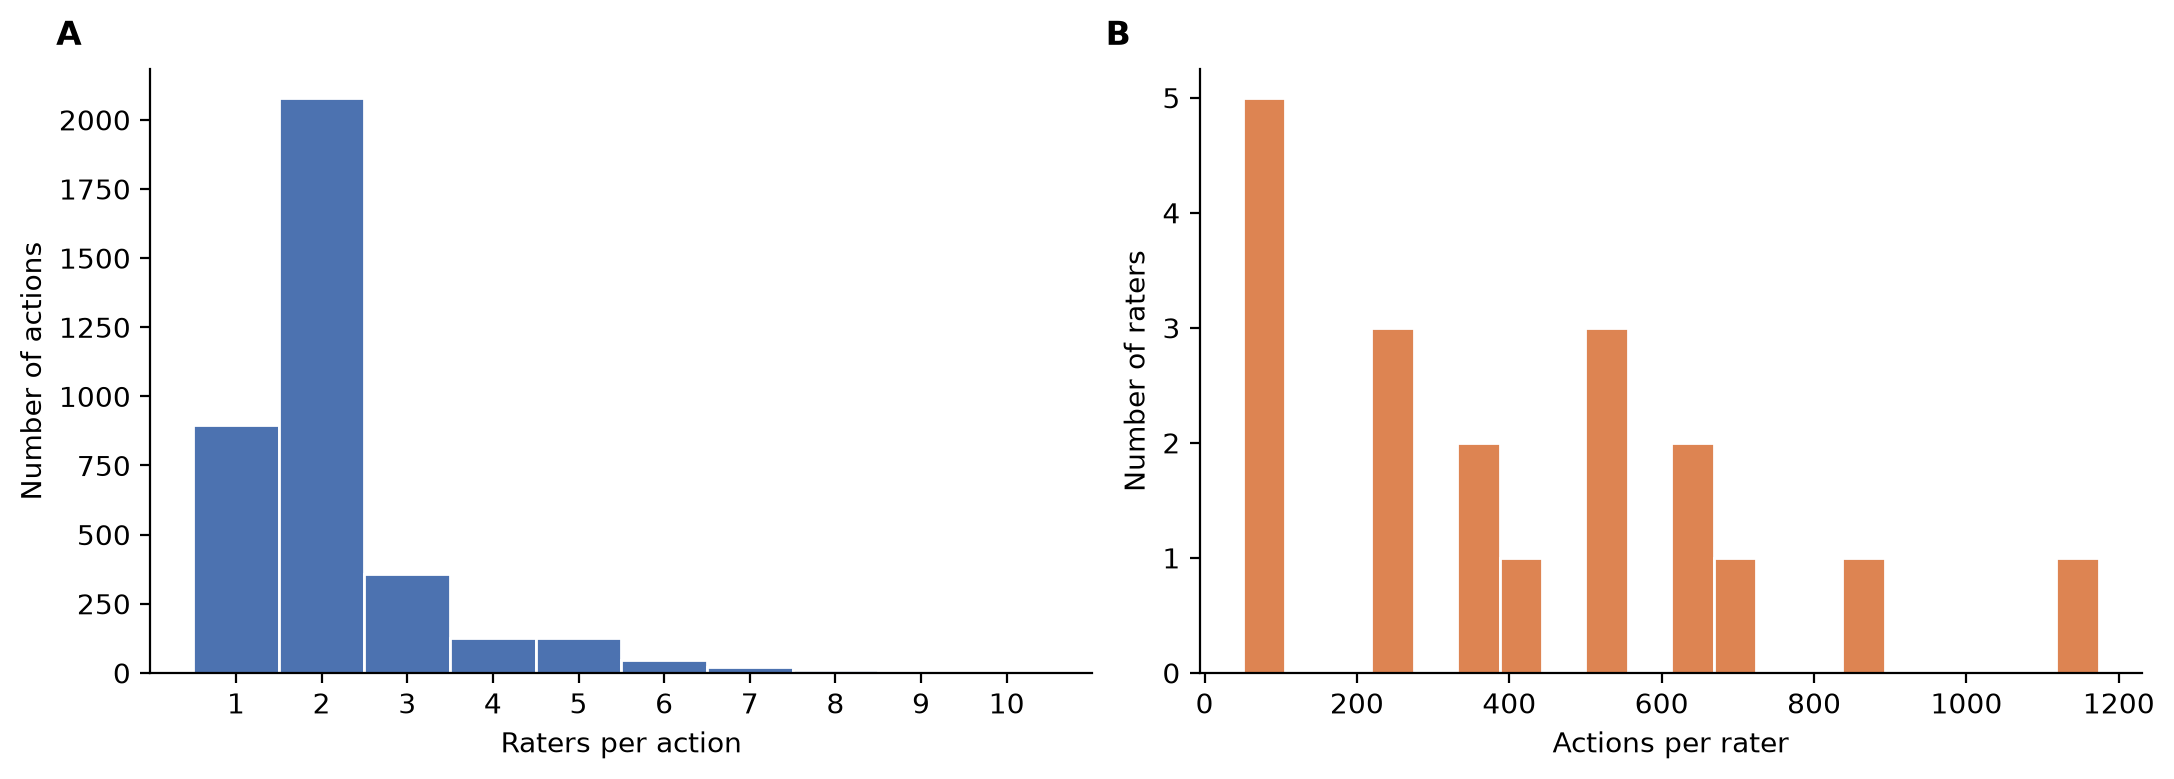 A
2000
1750
1500
1250
1000
750
500
250
0
Number of actions
1 2 3 4 5 6 7 8 9 10
Raters per action
B
5
4
3
2
1
0
Number of raters
0 200 400 600 800 1000 1200
Actions per rater